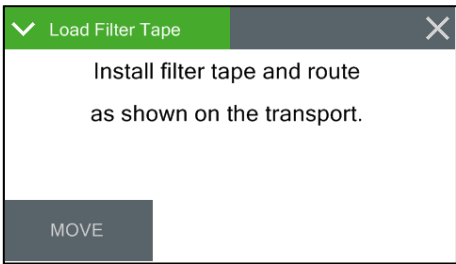 Load Filter Tape
Install filter tape and route
as shown on the transport.
MOVE